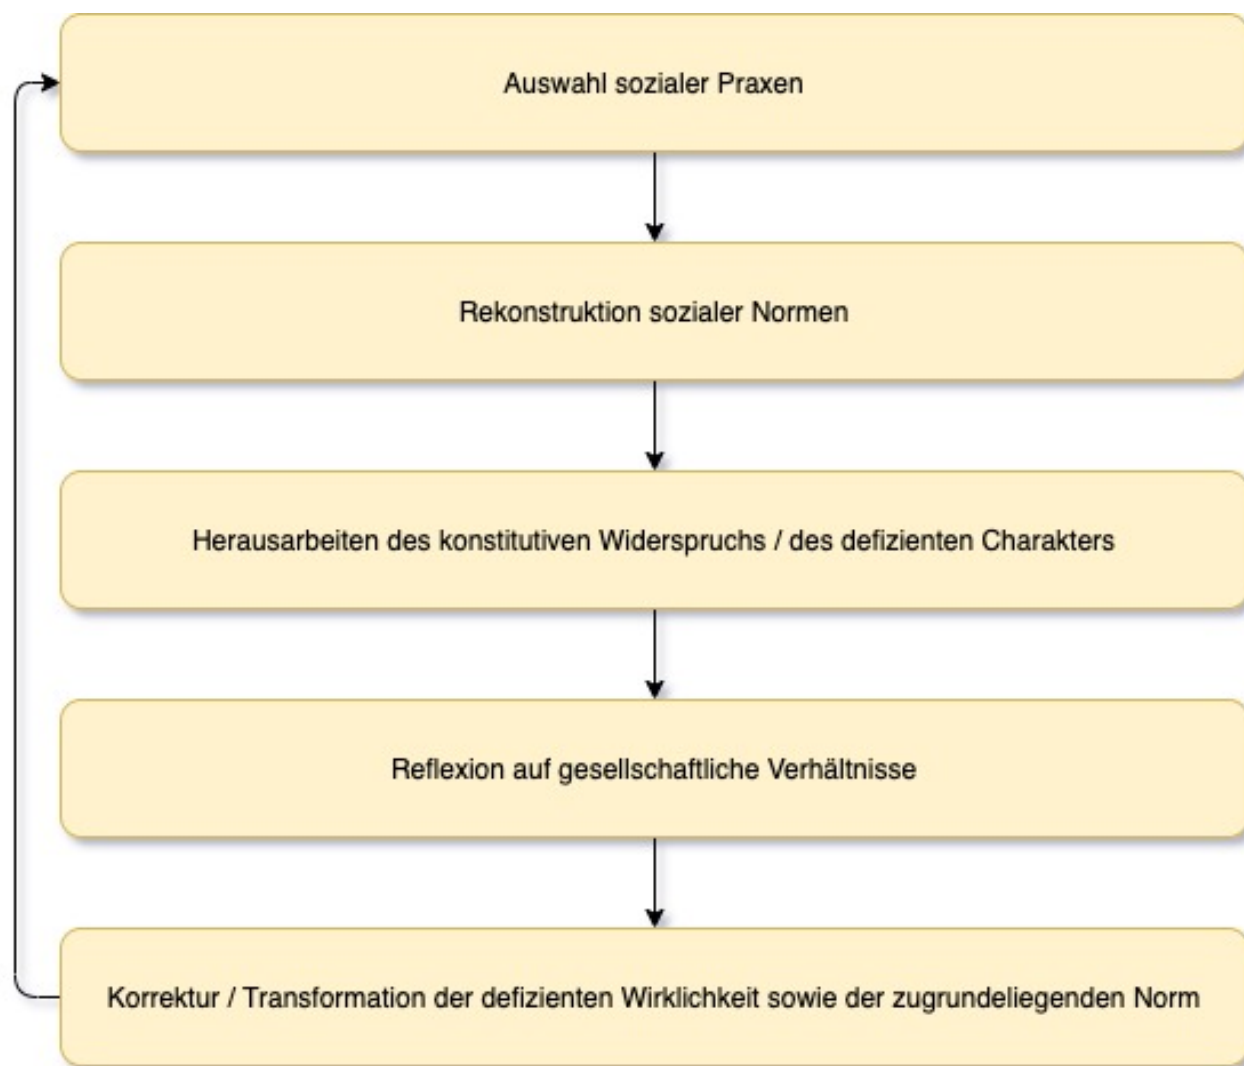 Auswahl sozialer Praxen
Rekonstruktion sozialer Normen
Herausarbeiten des konstitutiven Widerspruchs / des defizienten Charakters
Reflexion auf gesellschaftliche Verhältnisse
Korrektur / Transformation der defizienten Wirklichkeit sowie der zugrundeliegenden Norm